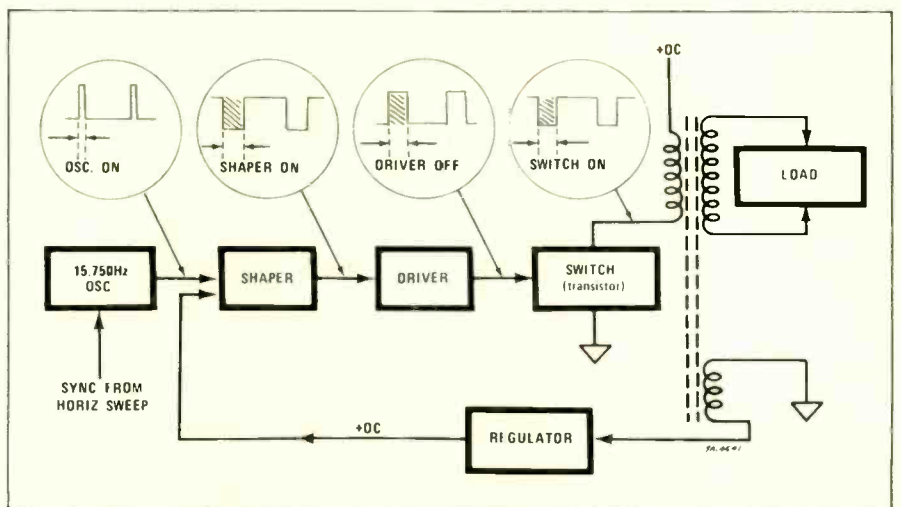 +DC
OSC. ON
SHAPER ON
DRIVER OFF
SWITCH ON
LOAD
15.750Hz
OSC
SHAPER
DRIVER
SWITCH
(transistor)
SYNC FROM
HORIZ SWEEP
+DC
REGULATOR